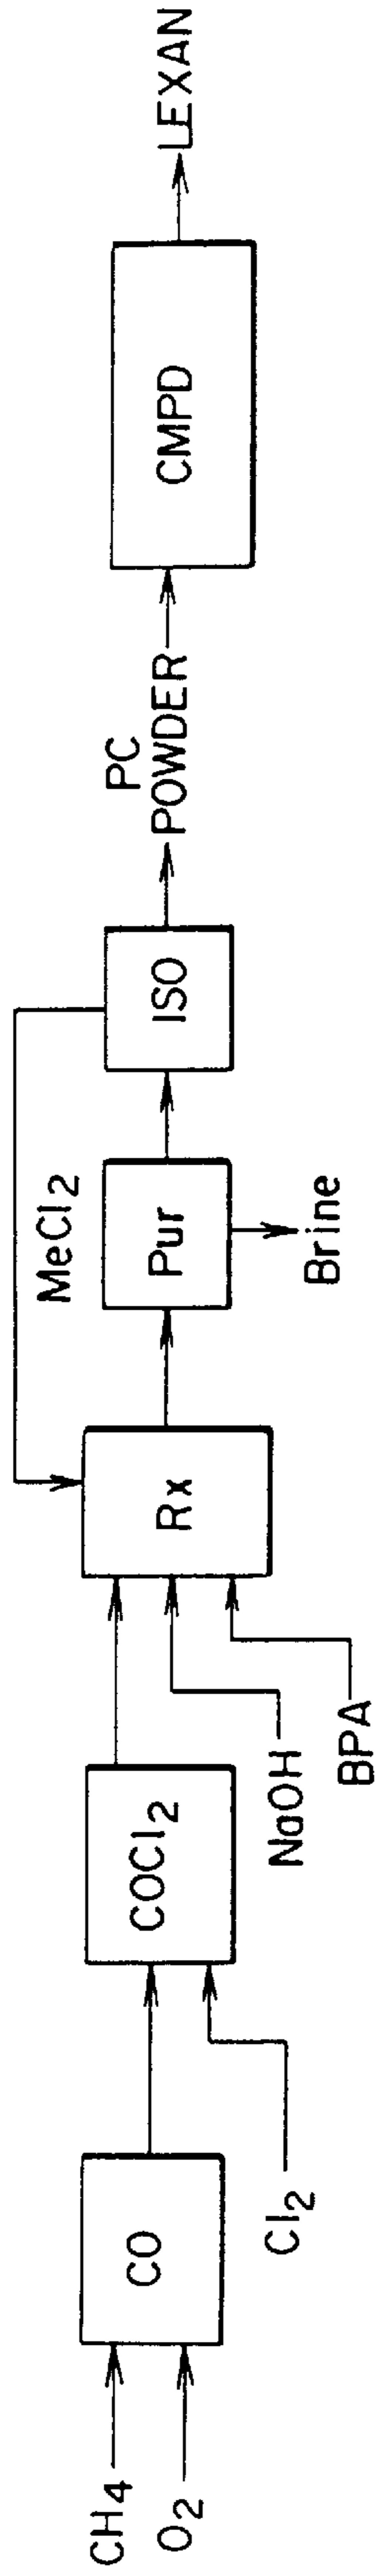 CH4
O2
CO
Cl2
COCl2
NaOH
BPA
Rx
MeCl2
Pur
Brine
ISO
PC
POWDER
CMPD
LEXAN